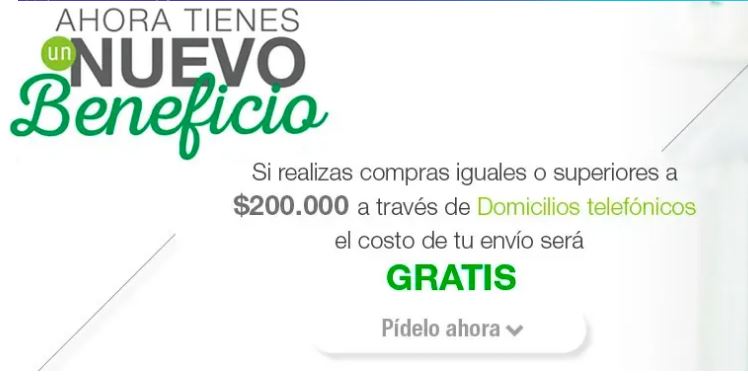 AHORA TIENES
un NUEVO
Beneficio
Si realizas compras iguales o superiores a
$200.000 a través de Domicilios telefónicos
el costo de tu envío será
GRATIS
Pídelo ahora